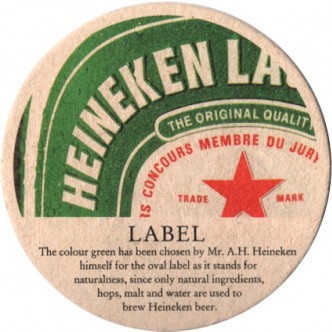 HEINEKEN LA
THE ORIGINAL QUALIT
RS CONCOURS MEMBRE DU JURY
TRADE MARK
LABEL
The colour green has been chosen by Mr. A.H. Heineken
himself for the oval label as it stands for
naturalness, since only natural ingredients,
hops, malt and water are used to
brew Heineken beer.